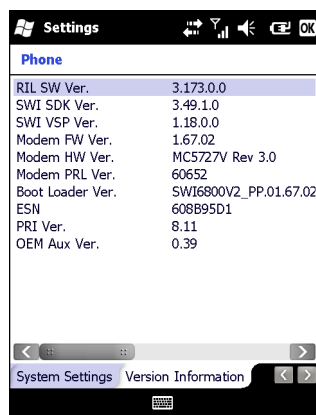 Settings OK
Phone
RIL SW Ver. 3.173.0.0
SWI SDK Ver. 3.49.1.0
SWI VSP Ver. 1.18.0.0
Modem FW Ver. 1.67.02
Modem HW Ver. MC5727V Rev 3.0
Modem PRL Ver. 60652
Boot Loader Ver. SWI6800V2_PP.01.67.02
ESN 608B95D1
PRI Ver. 8.11
OEM Aux Ver. 0.39
System Settings Version Information